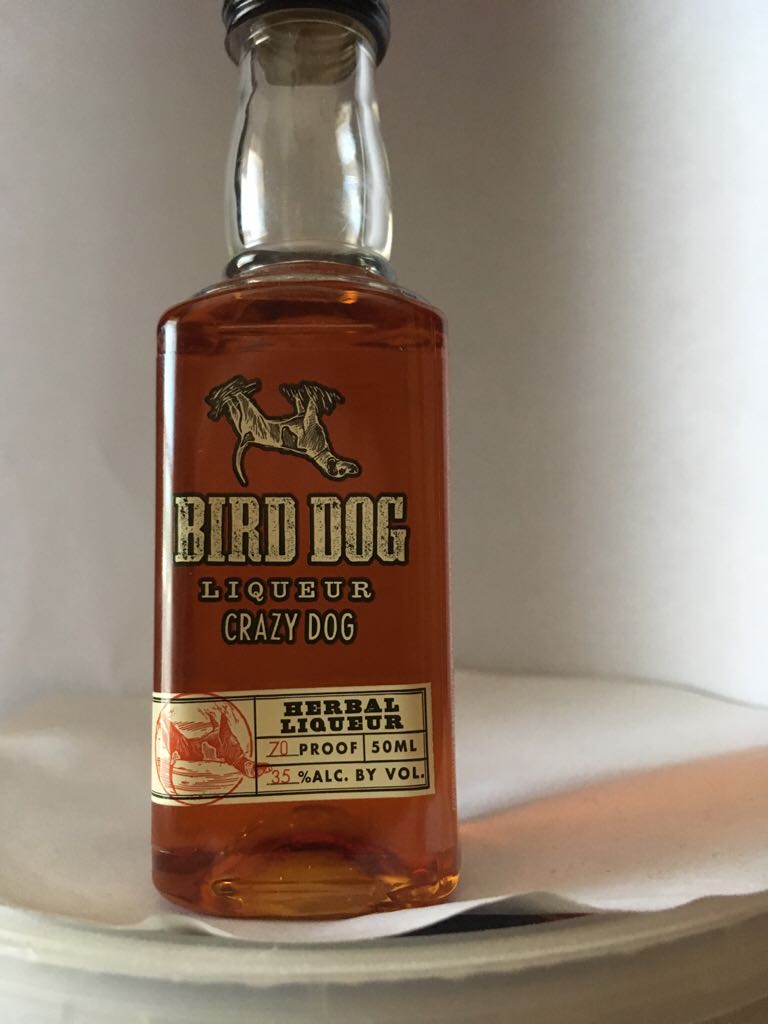 BIRD DOG
LIQUEUR
CRAZY DOG
HERBAL
LIQUEUR
70 PROOF 50ML
35 %ALC. BY VOL.